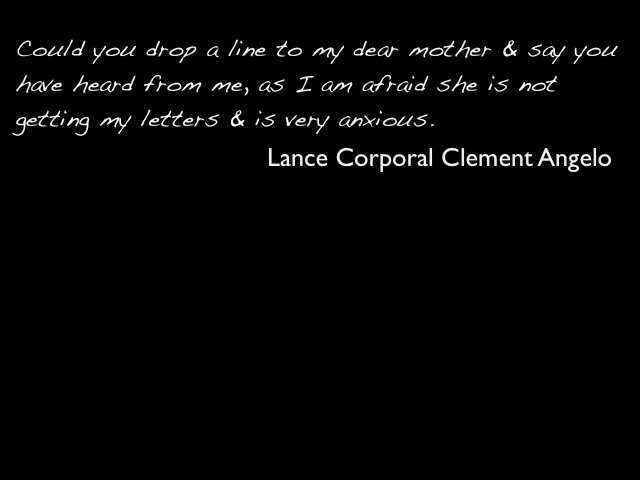 Could you drop a line to my dear mother & say you
have heard from me, as I am afraid she is not
getting my letters & is very anxious.
Lance Corporal Clement Angelo